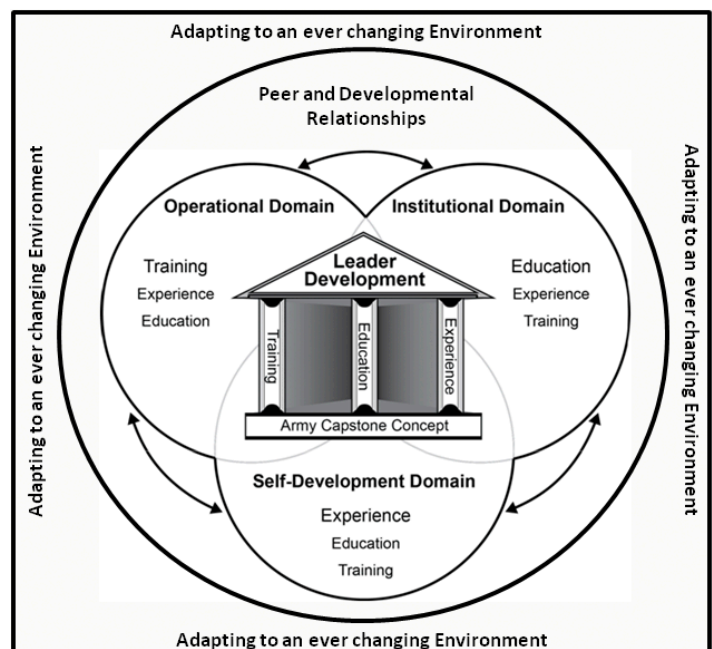 Adapting to an ever changing Environment
Peer and Developmental
Relationships
Adapting to an ever changing Environment
Adapting to an ever changing Environment
Operational Domain
Training
Experience
Education
Institutional Domain
Education
Experience
Training
Leader
Development
Training
Education
Experience
Army Capstone Concept
Self-Development Domain
Experience
Education
Training
Adapting to an ever changing Environment